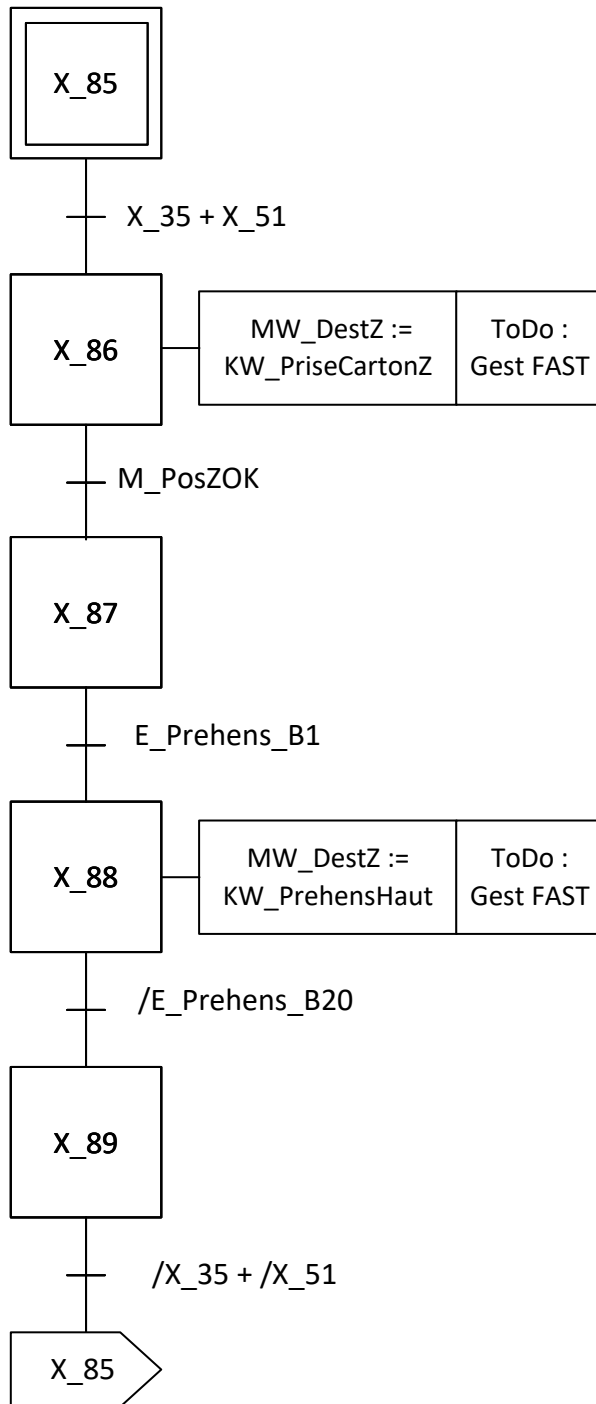 X_85
X_35 + X_51
X_86
MW_DestZ :=
KW_PriseCartonZ
ToDo :
Gest FAST
M_PosZOK
X_87
E_Prehens_B1
X_88
MW_DestZ :=
KW_PrehensHaut
ToDo :
Gest FAST
/E_Prehens_B20
X_89
/X_35 + /X_51
X_85